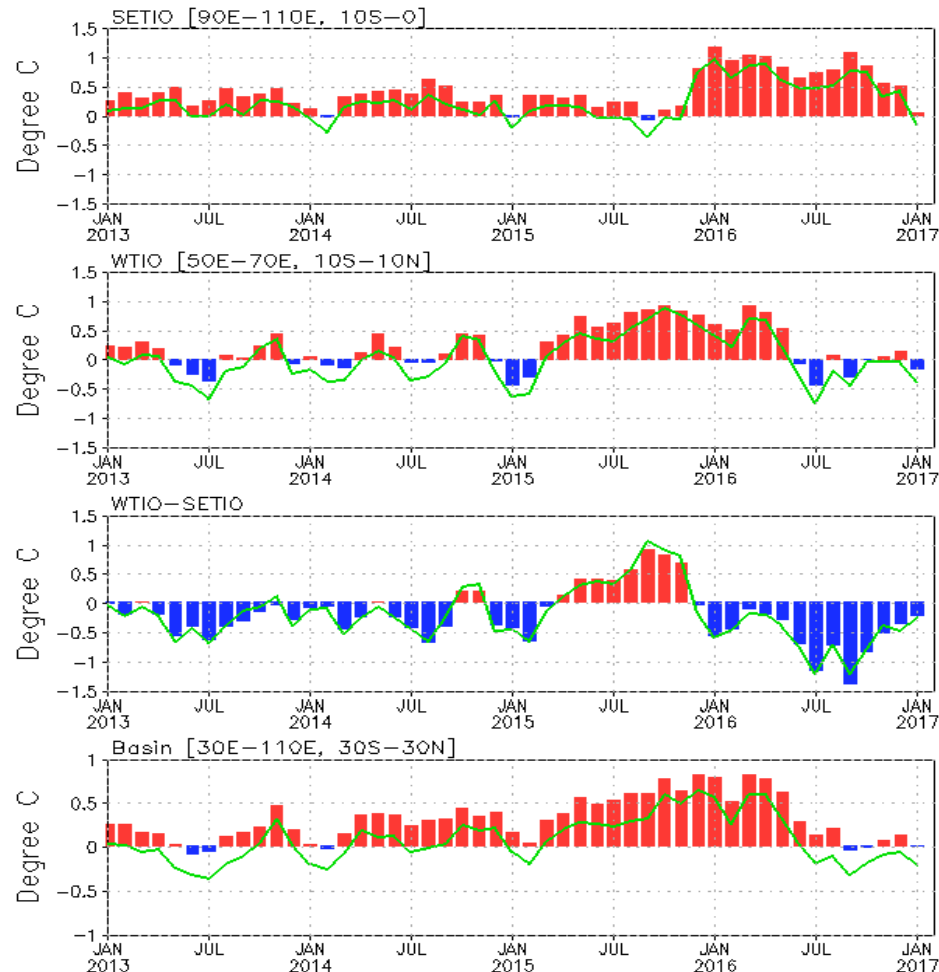 SETIO [90E-110E, 10S-0]
Degree C
1.5
1
0.5
0
-0.5
-1
-1.5
JAN JUL JAN JUL JAN JUL JAN JUL JAN
2013 2014 2015 2016 2017
WTIO [50E-70E, 10S-10N]
Degree C
1.5
1
0.5
0
-0.5
-1
-1.5
JAN JUL JAN JUL JAN JUL JAN JUL JAN
2013 2014 2015 2016 2017
WTIO-SETIO
Degree C
1.5
1
0.5
0
-0.5
-1
-1.5
JAN JUL JAN JUL JAN JUL JAN JUL JAN
2013 2014 2015 2016 2017
Basin [30E-110E, 30S-30N]
Degree C
1
0.5
0
-0.5
-1
JAN JUL JAN JUL JAN JUL JAN JUL JAN
2013 2014 2015 2016 2017